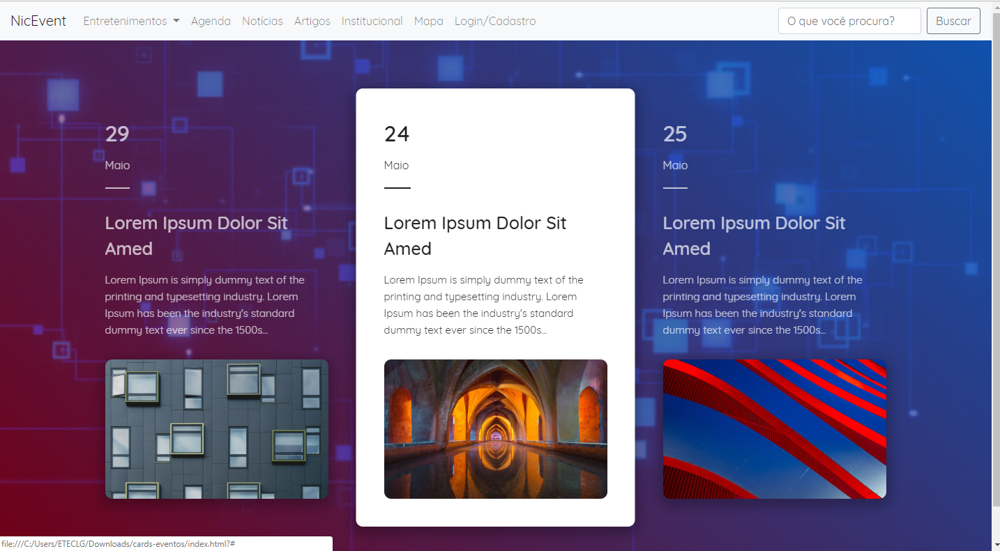 NicEvent Entretenimentos Agenda Notícias Artigos Institucional Mapa Login/Cadastro O que você procura? Buscar
29
Maio
Lorem Ipsum Dolor Sit
Amed
Lorem Ipsum is simply dummy text of the
printing and typesetting industry. Lorem
Ipsum has been the industry's standard
dummy text ever since the 1500s...
24
Maio
Lorem Ipsum Dolor Sit
Amed
Lorem Ipsum is simply dummy text of the
printing and typesetting industry. Lorem
Ipsum has been the industry's standard
dummy text ever since the 1500s...
25
Maio
Lorem Ipsum Dolor Sit
Amed
Lorem Ipsum is simply dummy text of the
printing and typesetting industry. Lorem
Ipsum has been the industry's standard
dummy text ever since the 1500s...
file:///C:/Users/ETECLG/Downloads/cards-eventos/index.html?#